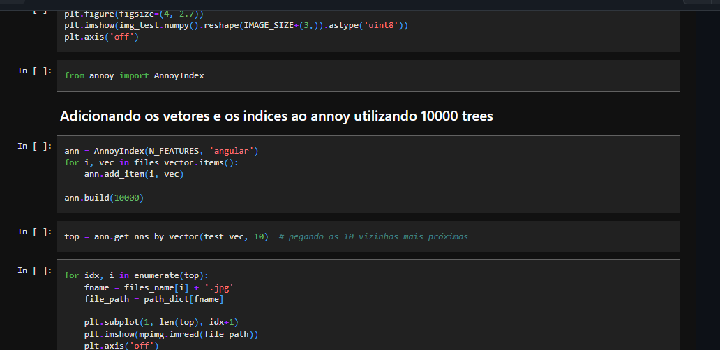 plt.figure(figsize=(4, 2.7))
plt.imshow(img_test.numpy().reshape(IMAGE_SIZE+(3,)).astype('uint8'))
plt.axis('off')
In [ ]:
from annoy import AnnoyIndex
Adicionando os vetores e os indices ao annoy utilizando 10000 trees
In [ ]:
ann = AnnoyIndex(N_FEATURES, 'angular')
for i, vec in files_vector.items():
ann.add_item(i, vec)
ann.build(10000)
In [ ]:
top = ann.get_nns_by_vector(test_vec, 10) # pegando os 10 vizinhos mais próximos
In [ ]:
for idx, i in enumerate(top):
fname = files_name[i] + '.jpg'
file_path = path_dict[fname]
plt.subplot(1, len(top), idx+1)
plt.imshow(mpimg.imread(file_path))
plt.axis('off')